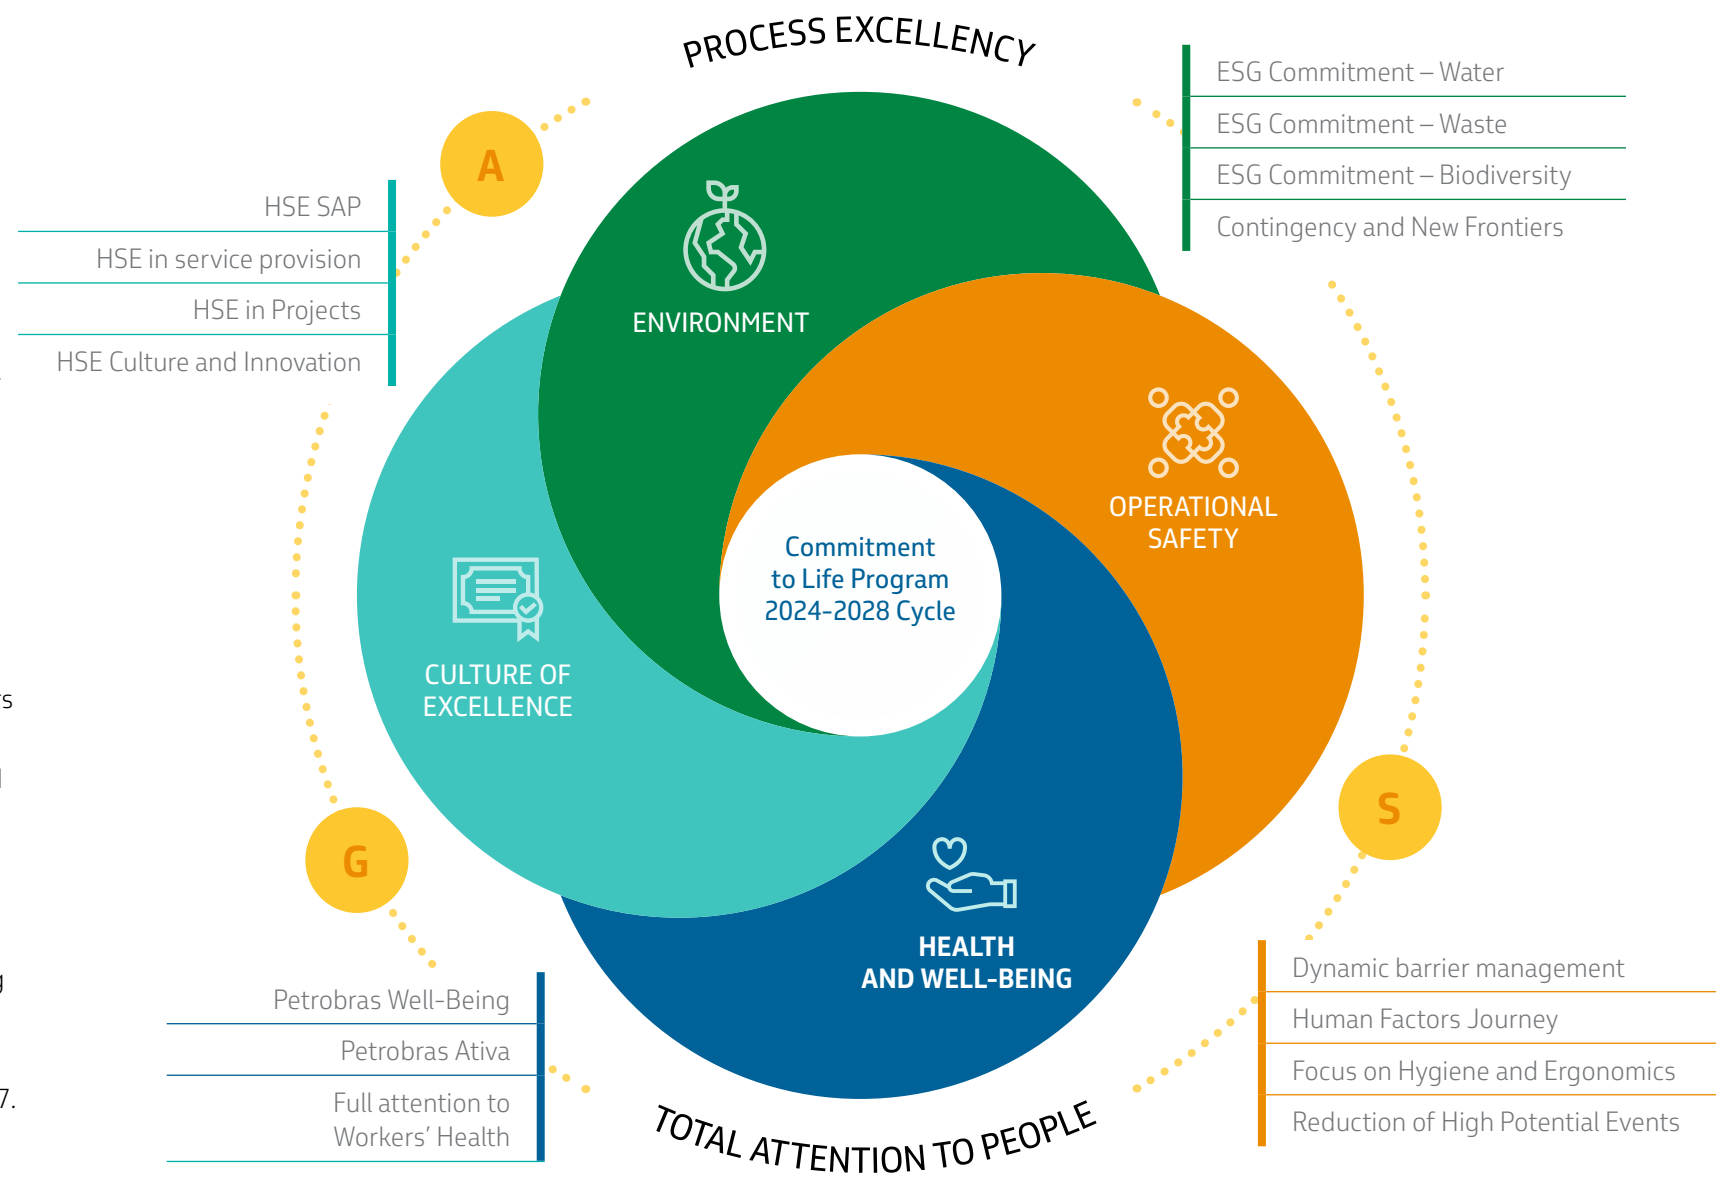 PROCESS EXCELLENCY
ESG Commitment – Water
ESG Commitment – Waste
ESG Commitment – Biodiversity
Contingency and New Frontiers
A
HSE SAP
HSE in service provision
HSE in Projects
HSE Culture and Innovation
ENVIRONMENT
OPERATIONAL
SAFETY
Commitment
to Life Program
2024-2028 Cycle
CULTURE OF
EXCELLENCE
HEALTH
AND WELL-BEING
S
G
Dynamic barrier management
Human Factors Journey
Focus on Hygiene and Ergonomics
Reduction of High Potential Events
Petrobras Well-Being
Petrobras Ativa
Full attention to
Workers’ Health
TOTAL ATTENTION TO PEOPLE
7.